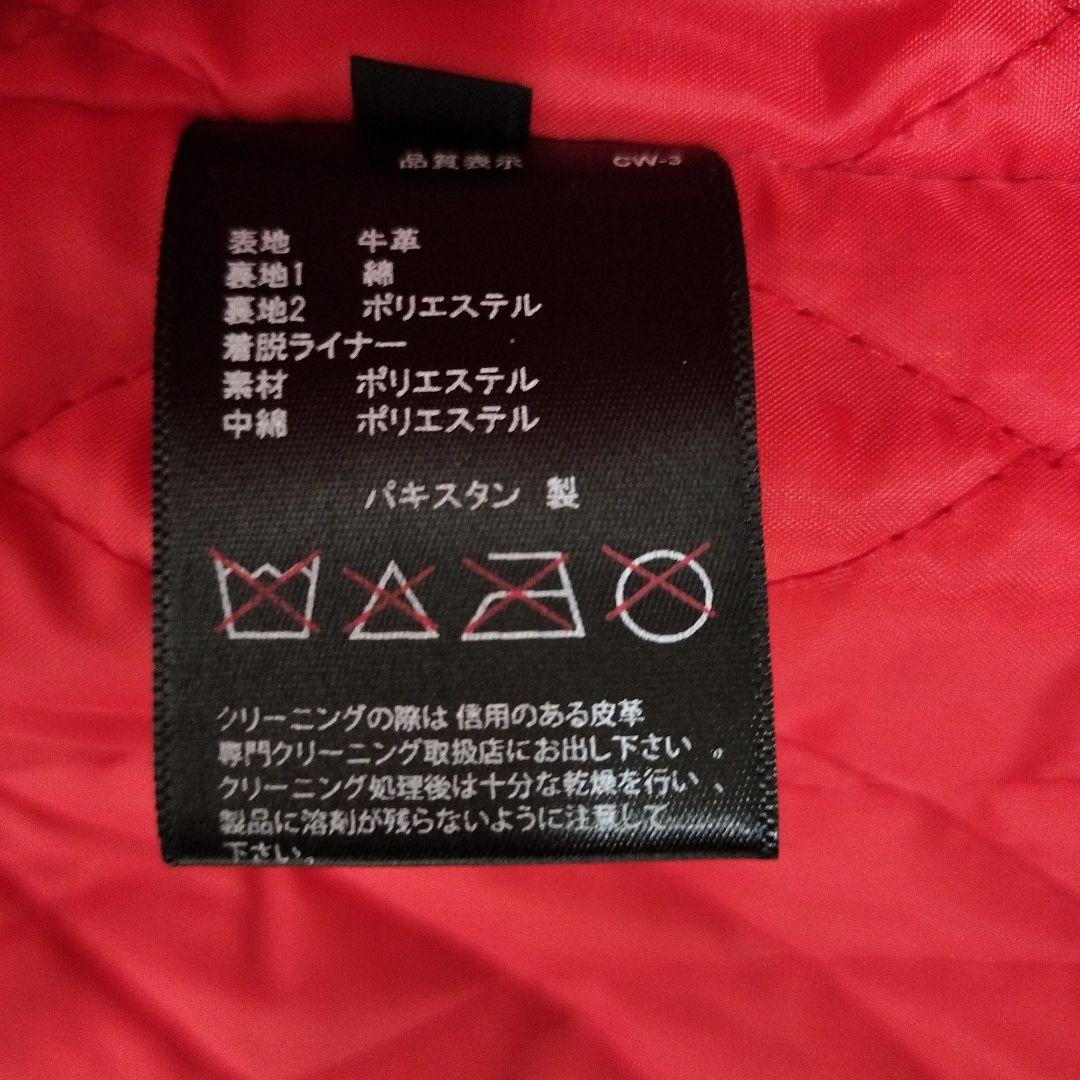 品質表示 CW-3
表地 牛革
裏地1 綿
裏地2 ポリエステル
着脱ライナー
素材 ポリエステル
中綿 ポリエステル
パキスタン 製
クリーニングの際は 信用のある皮革
専門クリーニング取扱店にお出し下さい 。
クリーニング処理後は十分な乾燥を行い 、
製品に溶剤が残らないように注意して
下さい。